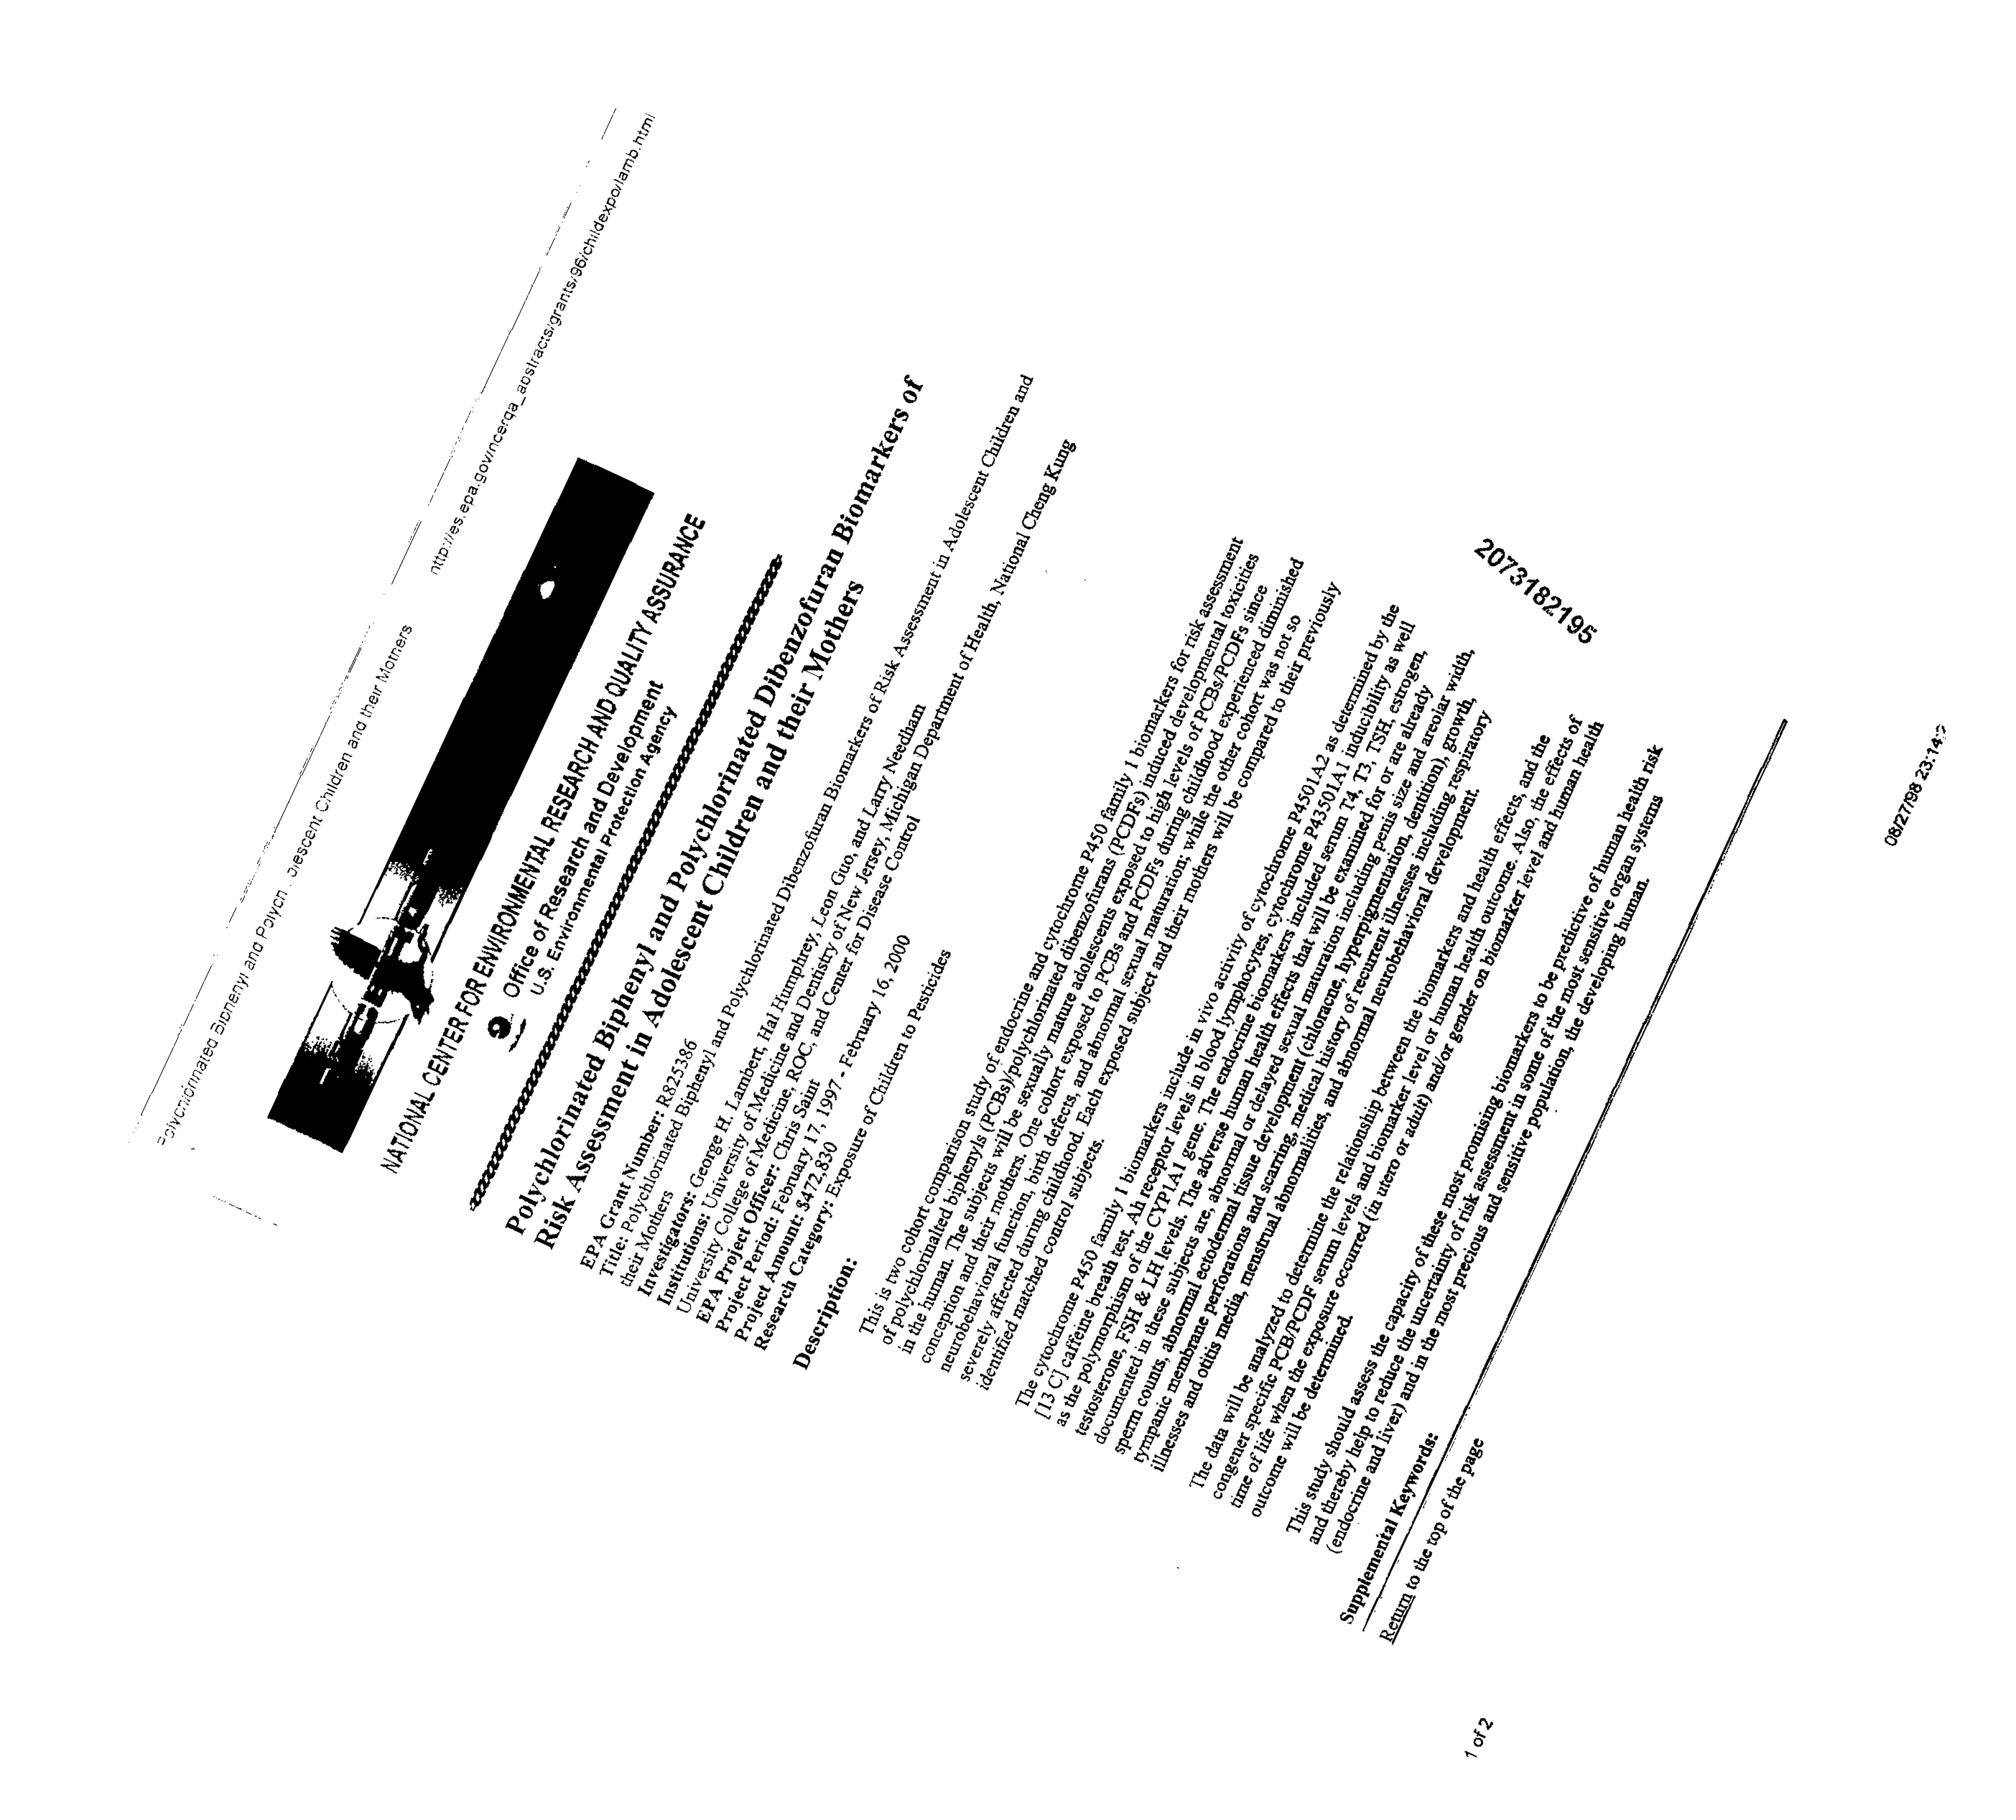 Polychlorinated Biphenyl and Polych . olescent Children and their Mothers
http://es.epa.gov/ncerqa_abstracts/grants/96/childexpo/lamb.html
NATIONAL CENTER FOR ENVIRONMENTAL RESEARCH AND QUALITY ASSURANCE
Office of Research and Development
U.S. Environmental Protection Agency
Polychlorinated Biphenyl and Polychlorinated Dibenzofuran Biomarkers of
Risk Assessment in Adolescent Children and their Mothers
EPA Grant Number: R825386
Title: Polychlorinated Biphenyl and Polychlorinated Dibenzofuran Biomarkers of Risk Assessment in Adolescent Children and
their Mothers
Investigators: George H. Lambert, Hal Humphrey, Leon Guo, and Larry Needham
Institutions: University of Medicine and Dentistry of New Jersey, Michigan Department of Health, National Cheng Kung
University College of Medicine, ROC, and Center for Disease Control
EPA Project Officer: Chris Saint
Project Period: February 17, 1997 - February 16, 2000
Project Amount: $472,830
Research Category: Exposure of Children to Pesticides
Description:
This is two cohort comparison study of endocrine and cytochrome P450 family 1 biomarkers for risk assessment
of polychlorinalted biphenyls (PCBs)/polychlorinated dibenzofurans (PCDFs) induced developmental toxicities
in the human. The subjects will be sexually mature adolescents exposed to high levels of PCBs/PCDFs since
conception and their mothers. One cohort exposed to PCBs and PCDFs during childhood experienced diminished
neurobehavioral function, birth defects, and abnormal sexual maturation; while the other cohort was not so
severely affected during childhood. Each exposed subject and their mothers will be compared to their previously
identified matched control subjects.
The cytochrome P450 family 1 biomarkers include in vivo activity of cytochrome P4501A2 as determined by the
[13 C] caffeine breath test, Ah receptor levels in blood lymphocytes, cytochrome P43501A1 inducibility as well
as the polymorphism of the CYP1A1 gene. The endocrine biomarkers included serum T4, T3, TSH, estrogen,
testosterone, FSH & LH levels. The adverse human health effects that will be examined for or are already
documented in these subjects are, abnormal or delayed sexual maturation including penis size and areolar width,
sperm counts, abnormal ectodermal tissue development (chloracne, hyperpigmentation, dentition), growth,
tympanic membrane perforations and scarring, medical history of recurrent illnesses including respiratory
illnesses and otitis media, menstrual abnormalities, and abnormal neurobehavioral development.
The data will be analyzed to determine the relationship between the biomarkers and health effects, and the
congener specific PCB/PCDF serum levels and biomarker level or human health outcome. Also, the effects of
time of life when the exposure occurred (in utero or adult) and/or gender on biomarker level and human health
outcome will be determined.
This study should assess the capacity of these most promising biomarkers to be predictive of human health risk
and thereby help to reduce the uncertainty of risk assessment in some of the most sensitive organ systems
(endocrine and liver) and in the most precious and sensitive population, the developing human.
Supplemental Keywords:
Return to the top of the page
2073182195
1 of 2
08/27/98 23:14: